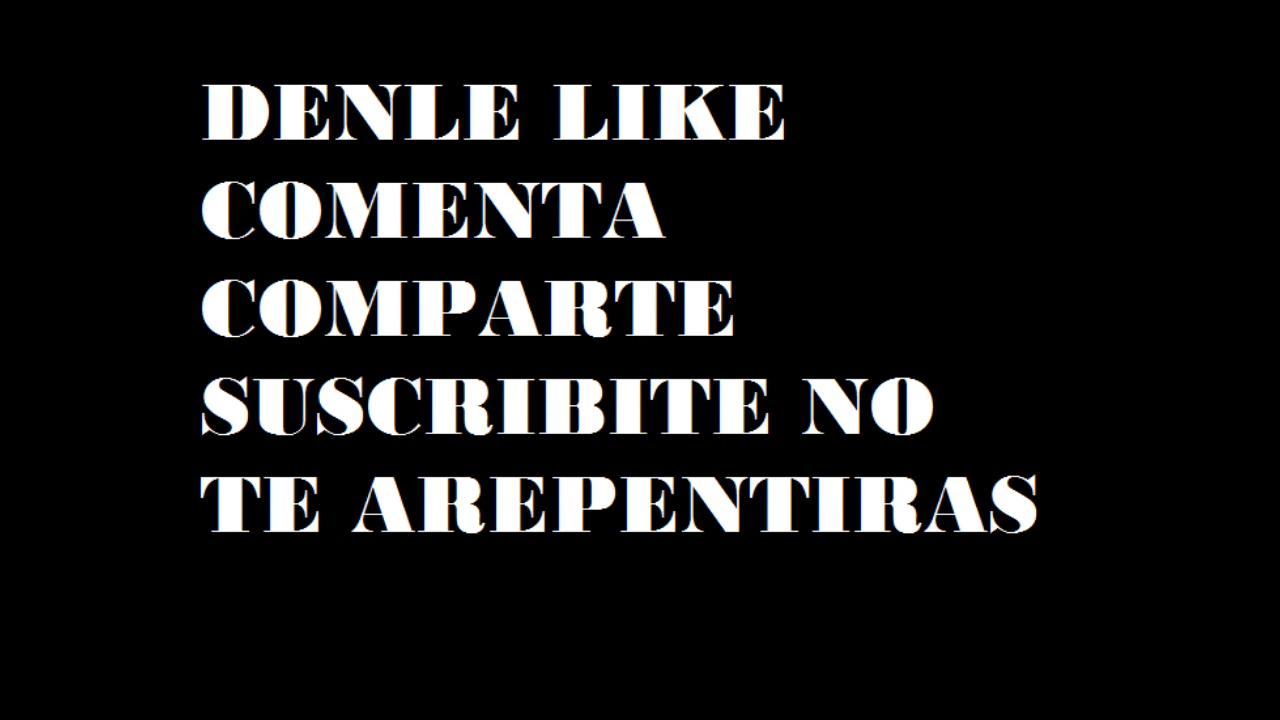 DENLE LIKE
COMENTA
COMPARTE
SUSCRIBITE NO
TE AREPENTIRAS